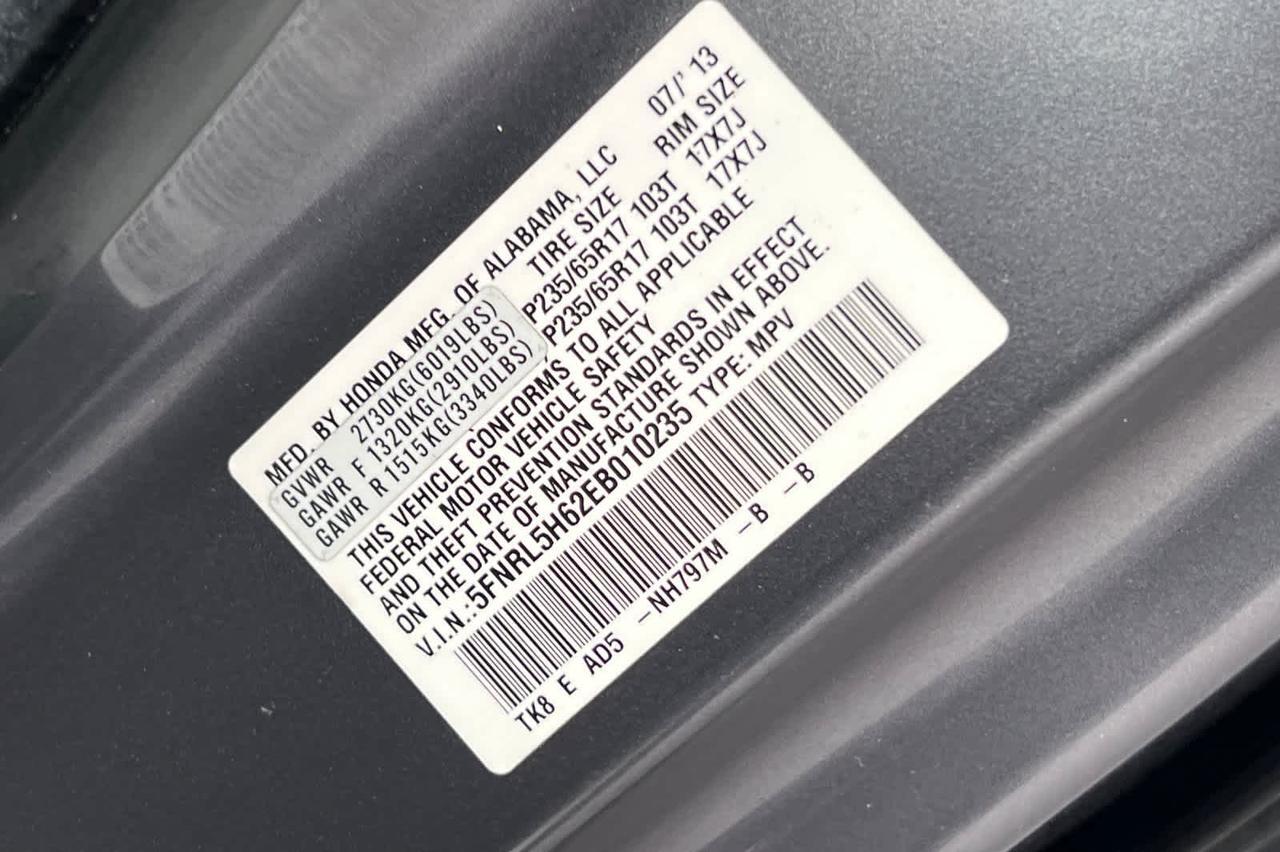 MFD. BY HONDA MFG. OF ALABAMA, LLC 07/' 13
GVWR 2730KG(6019LBS) TIRE SIZE RIM SIZE
GAWR F 1320KG(2910LBS) P235/65R17 103T 17X7J
GAWR R 1515KG(3340LBS) P235/65R17 103T 17X7J
THIS VEHICLE CONFORMS TO ALL APPLICABLE
FEDERAL MOTOR VEHICLE SAFETY
AND THEFT PREVENTION STANDARDS IN EFFECT
ON THE DATE OF MANUFACTURE SHOWN ABOVE.
V.I.N.:5FNRL5H62EB010235 TYPE: MPV
TK8 E AD5 -NH797M -B -B